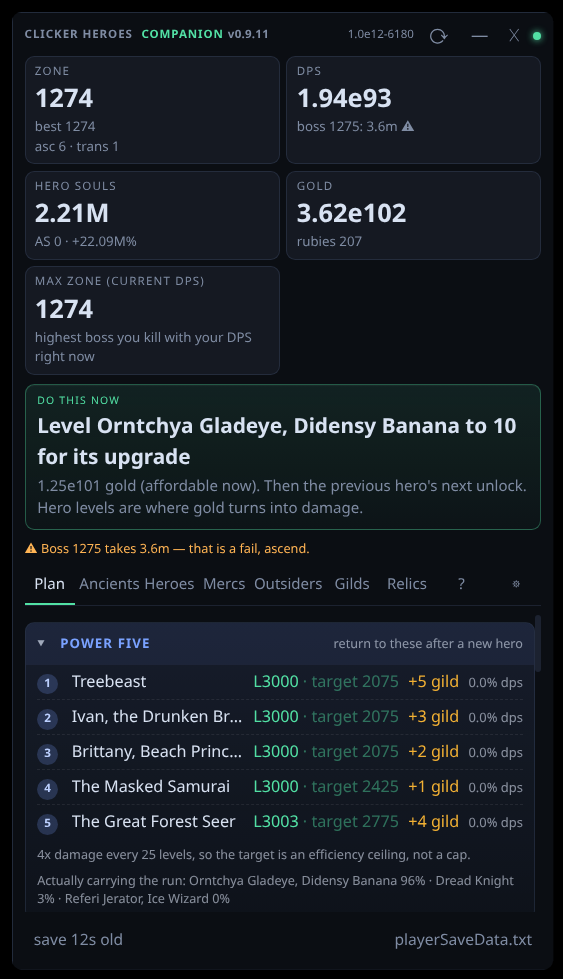 CLICKER HEROES COMPANION v0.9.11 1.0e12-6180
ZONE
1274
best 1274
asc 6 · trans 1
DPS
1.94e93
boss 1275: 3.6m ⚠
HERO SOULS
2.21M
AS 0 · +22.09M%
GOLD
3.62e102
rubies 207
MAX ZONE (CURRENT DPS)
1274
highest boss you kill with your DPS
right now
DO THIS NOW
Level Orntchya Gladeye, Didensy Banana to 10
for its upgrade
1.25e101 gold (affordable now). Then the previous hero's next unlock.
Hero levels are where gold turns into damage.
⚠ Boss 1275 takes 3.6m — that is a fail, ascend.
Plan Ancients Heroes Mercs Outsiders Gilds Relics ?
▼ POWER FIVE return to these after a new hero
1 Treebeast L3000 · target 2075 +5 gild 0.0% dps
2 Ivan, the Drunken Br... L3000 · target 2075 +3 gild 0.0% dps
3 Brittany, Beach Princ... L3000 · target 2075 +2 gild 0.0% dps
4 The Masked Samurai L3000 · target 2425 +1 gild 0.0% dps
5 The Great Forest Seer L3003 · target 2775 +4 gild 0.0% dps
4x damage every 25 levels, so the target is an efficiency ceiling, not a cap.
Actually carrying the run: Orntchya Gladeye, Didensy Banana 96% · Dread Knight
3% · Referi Jerator, Ice Wizard 0%
save 12s old playerSaveData.txt